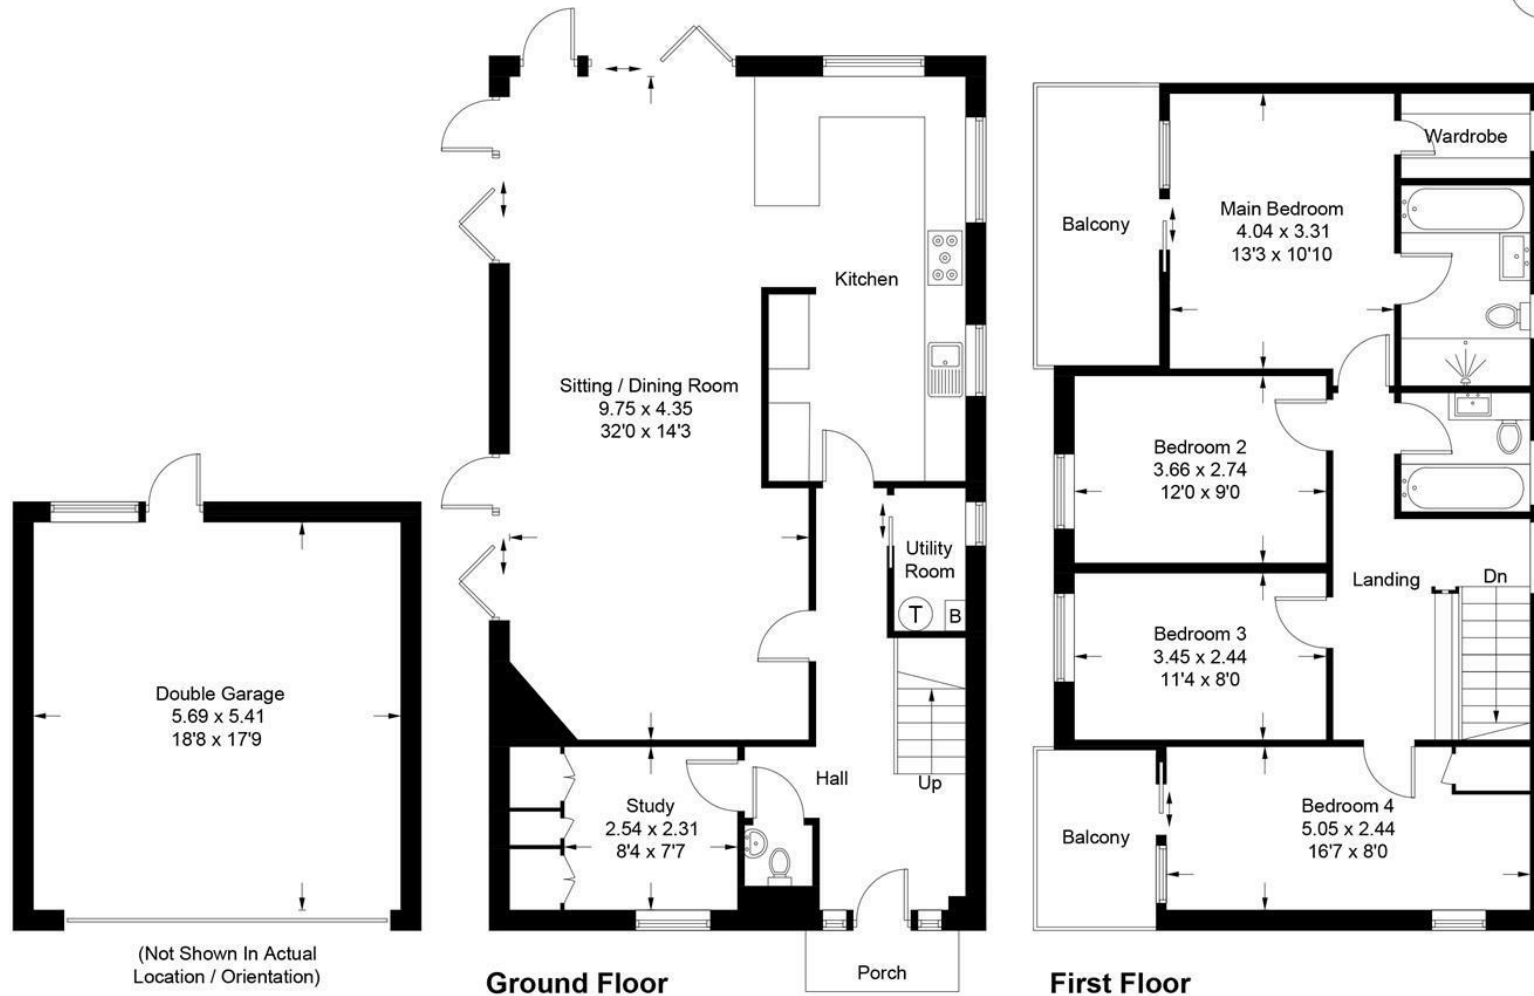 Double Garage
5.69 x 5.41
18'8 x 17'9
(Not Shown In Actual
Location / Orientation)
Kitchen
Sitting / Dining Room
9.75 x 4.35
32'0 x 14'3
Utility
Room
T
B
Hall
Up
Study
2.54 x 2.31
8'4 x 7'7
Porch
Ground Floor
Wardrobe
Main Bedroom
4.04 x 3.31
13'3 x 10'10
Balcony
Bedroom 2
3.66 x 2.74
12'0 x 9'0
Landing
Dn
Bedroom 3
3.45 x 2.44
11'4 x 8'0
Bedroom 4
5.05 x 2.44
16'7 x 8'0
Balcony
First Floor